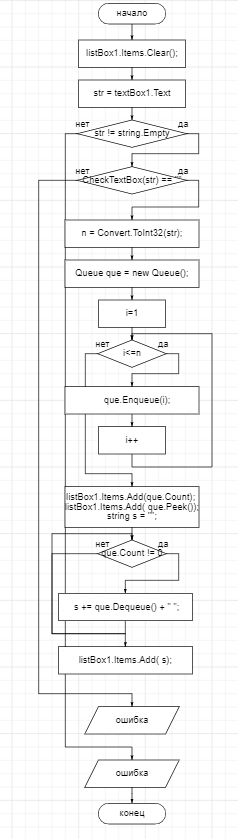 начало
listBox1.Items.Clear();
str = textBox1.Text
нет
да
str != string.Empty
нет
да
CheckTextBox(str) == ""
n = Convert.ToInt32(str);
Queue que = new Queue();
i=1
нет
да
i<=n
que.Enqueue(i);
i++
listBox1.Items.Add(que.Count);
listBox1.Items.Add( que.Peek());
string s = "";
нет
да
que.Count != 0
s += que.Dequeue() + " ";
listBox1.Items.Add( s);
ошибка
ошибка
конец